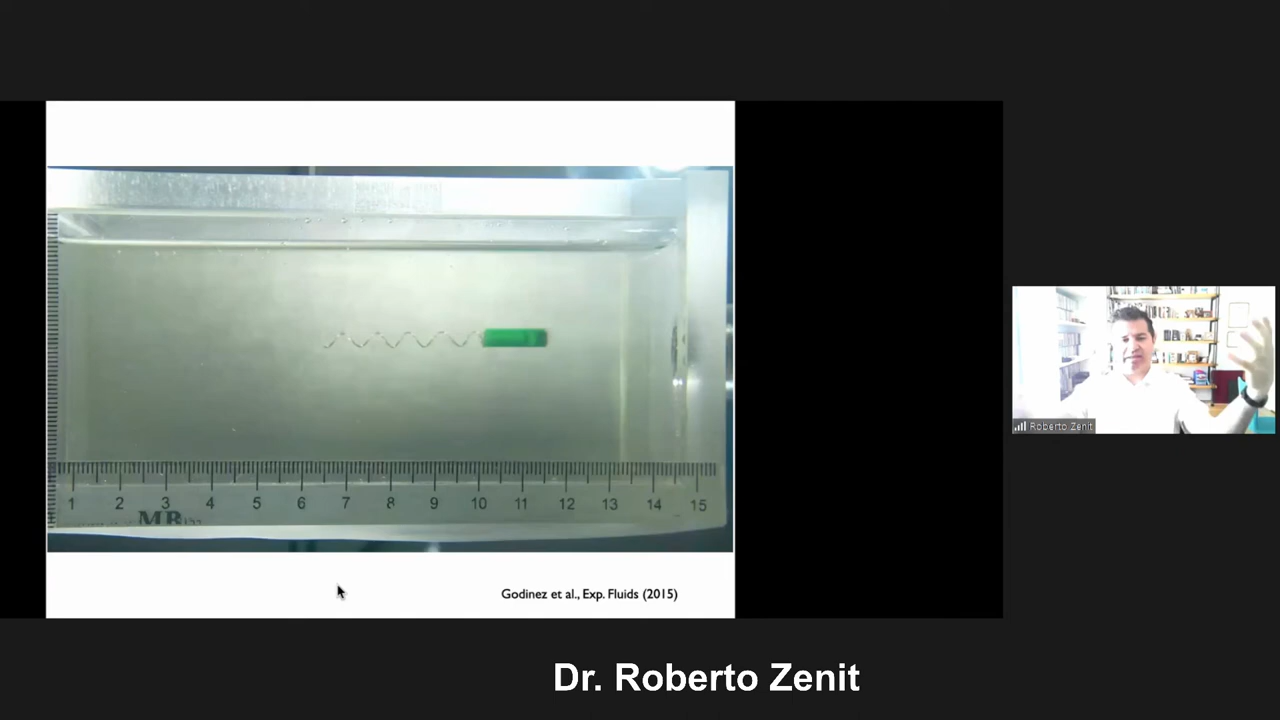 1 2 3 4 5 6 7 8 9 10 11 12 13 14 15
MR
Godinez et al., Exp. Fluids (2015)
Roberto Zenit
Dr. Roberto Zenit